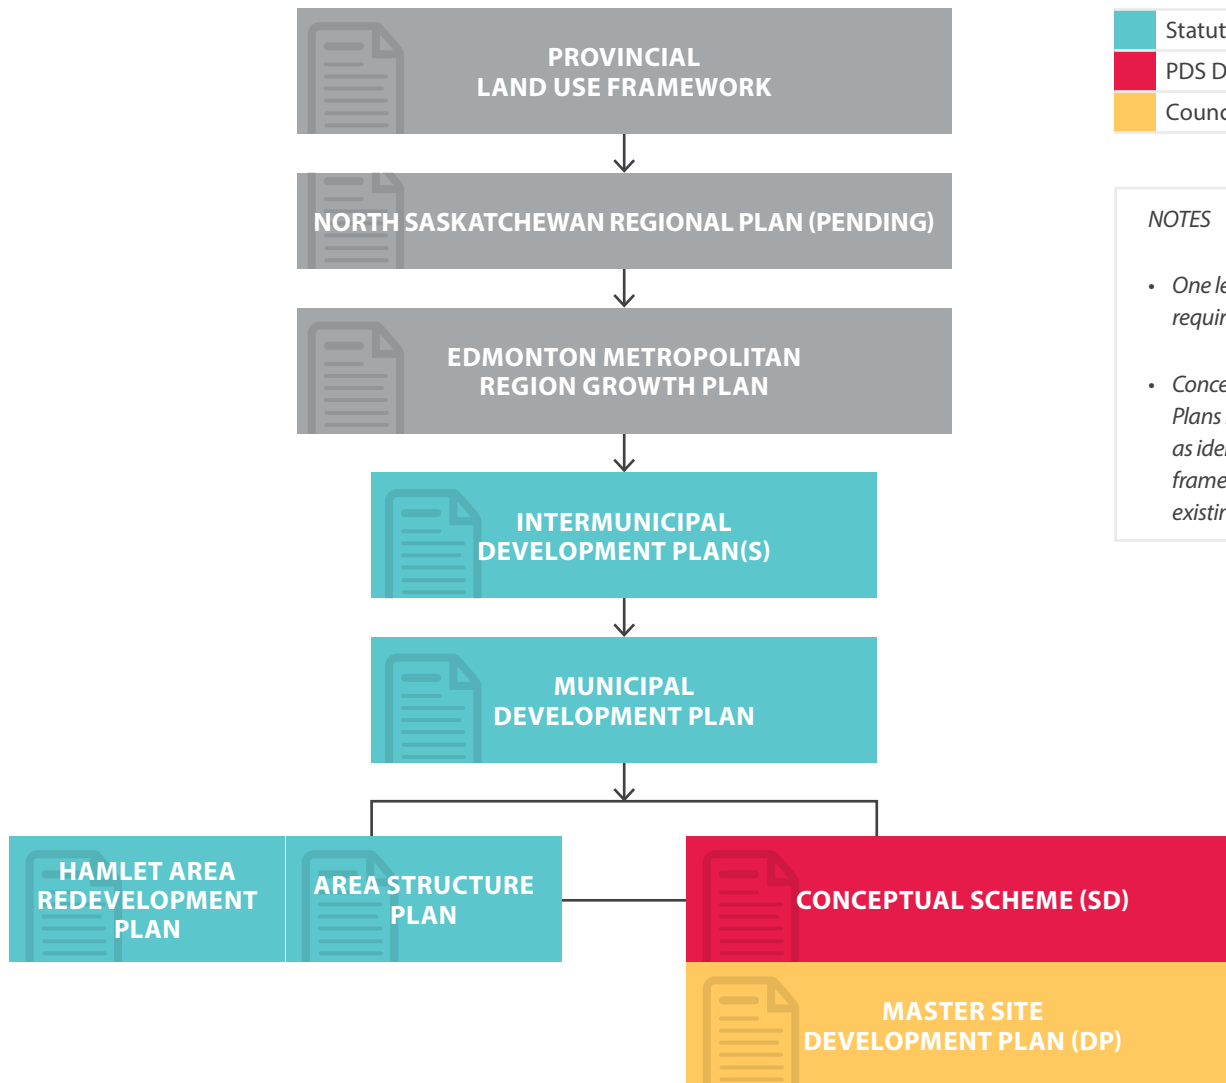 PROVINCIAL
LAND USE FRAMEWORK
NORTH SASKATCHEWAN REGIONAL PLAN (PENDING)
EDMONTON METROPOLITAN
REGION GROWTH PLAN
INTERMUNICIPAL
DEVELOPMENT PLAN(S)
MUNICIPAL
DEVELOPMENT PLAN
HAMLET AREA
REDEVELOPMENT
PLAN
AREA STRUCTURE
PLAN
CONCEPTUAL SCHEME (SD)
MASTER SITE
DEVELOPMENT PLAN (DP)
Statut
PDS D
Counc
NOTES
• One le
requir
• Conce
Plans
as ide
frame
existin